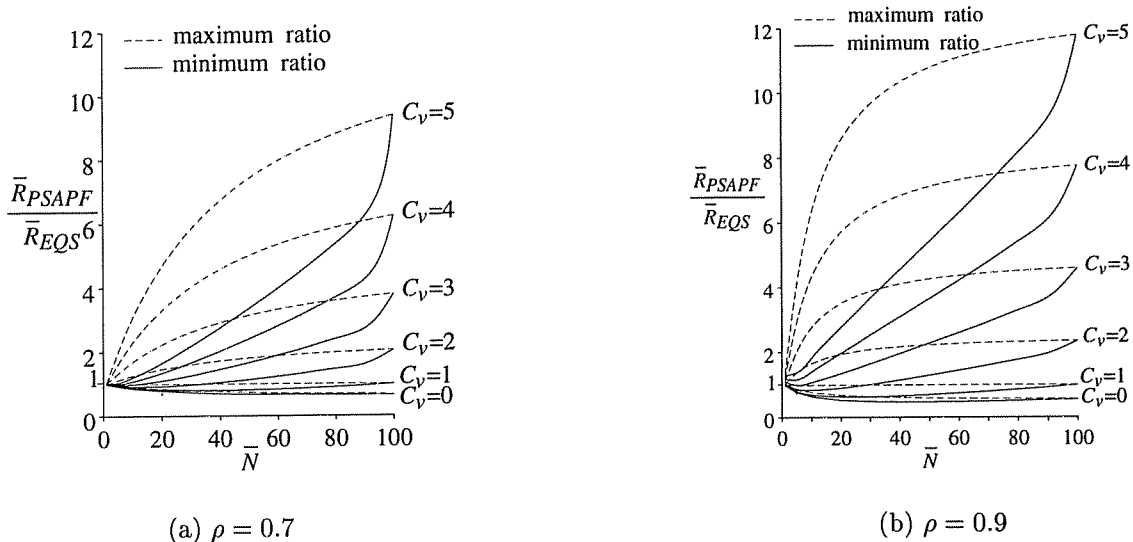 12
10
8
6
4
2
1
0
R̄_PSAPF
R̄_EQS
--- maximum ratio
— minimum ratio
C_v=5
C_v=4
C_v=3
C_v=2
C_v=1
C_v=0
0 20 40 60 80 100
N̄
(a) ρ = 0.7
12
10
8
6
4
2
1
0
R̄_PSAPF
R̄_EQS
--- maximum ratio
— minimum ratio
C_v=5
C_v=4
C_v=3
C_v=2
C_v=1
C_v=0
0 20 40 60 80 100
N̄
(b) ρ = 0.9